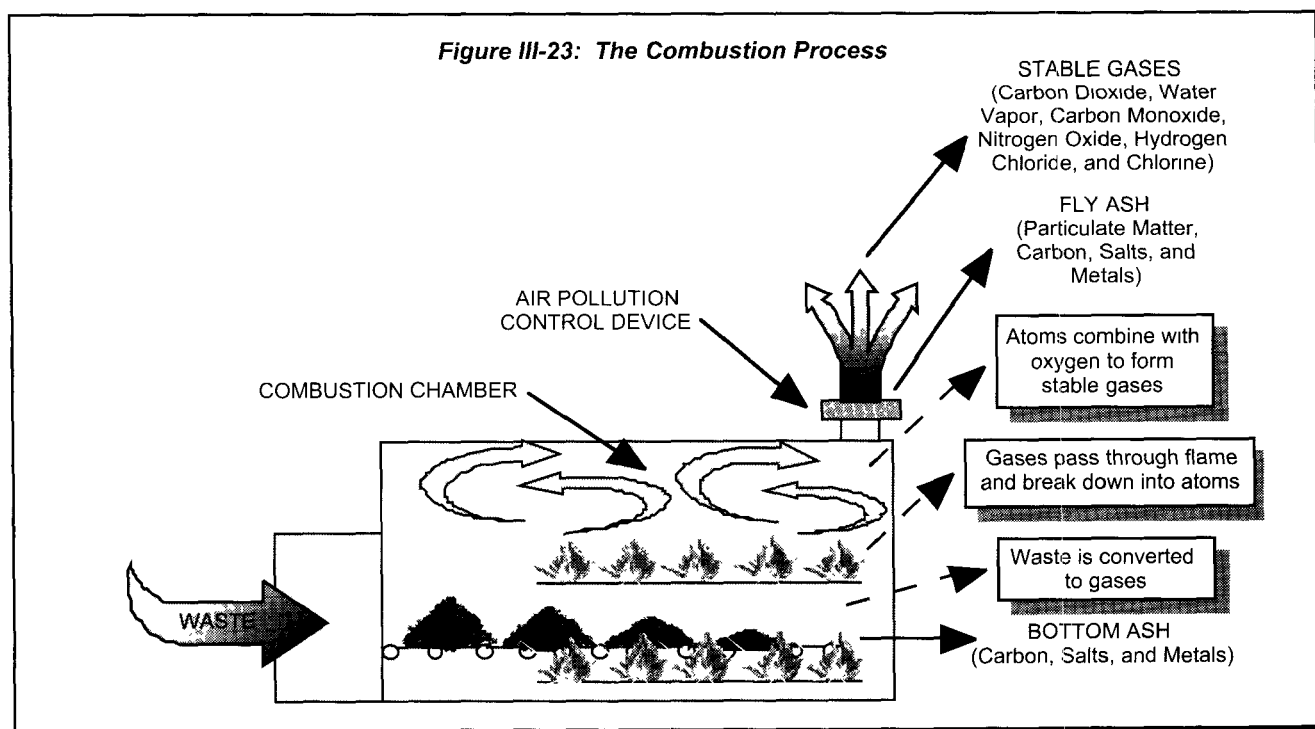 Figure III-23: The Combustion Process
STABLE GASES
(Carbon Dioxide, Water
Vapor, Carbon Monoxide,
Nitrogen Oxide, Hydrogen
Chloride, and Chlorine)
FLY ASH
(Particulate Matter,
Carbon, Salts, and
Metals)
AIR POLLUTION
CONTROL DEVICE
Atoms combine with
oxygen to form
stable gases
COMBUSTION CHAMBER
Gases pass through flame
and break down into atoms
Waste is converted
to gases
WASTE
BOTTOM ASH
(Carbon, Salts, and Metals)